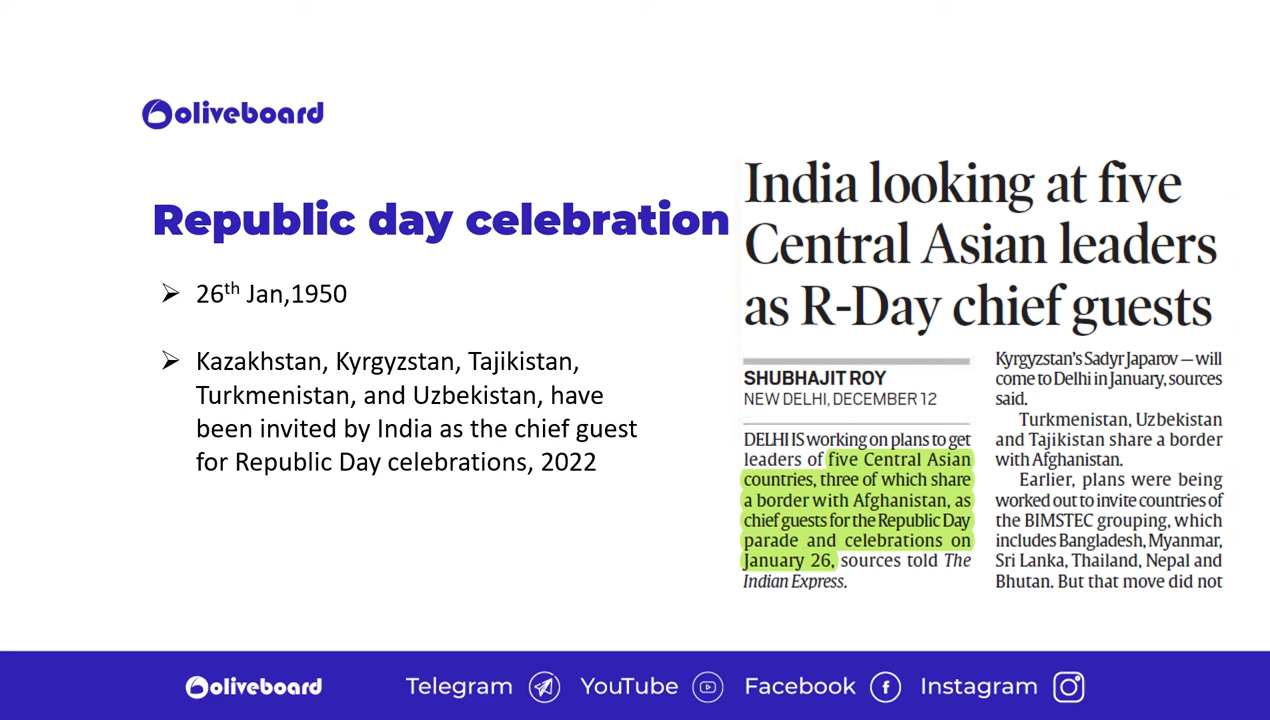 oliveboard
Republic day celebration
➢ 26th Jan,1950
➢ Kazakhstan, Kyrgyzstan, Tajikistan,
Turkmenistan, and Uzbekistan, have
been invited by India as the chief guest
for Republic Day celebrations, 2022
India looking at five
Central Asian leaders
as R-Day chief guests
SHUBHAJIT ROY
NEW DELHI, DECEMBER 12
DELHI IS working on plans to get
leaders of five Central Asian
countries, three of which share
a border with Afghanistan, as
chief guests for the Republic Day
parade and celebrations on
January 26, sources told The
Indian Express.
Kyrgyzstan's Sadyr Japarov — will
come to Delhi in January, sources
said.
Turkmenistan, Uzbekistan
and Tajikistan share a border
with Afghanistan.
Earlier, plans were being
worked out to invite countries of
the BIMSTEC grouping, which
includes Bangladesh, Myanmar,
Sri Lanka, Thailand, Nepal and
Bhutan. But that move did not
oliveboard Telegram YouTube Facebook Instagram